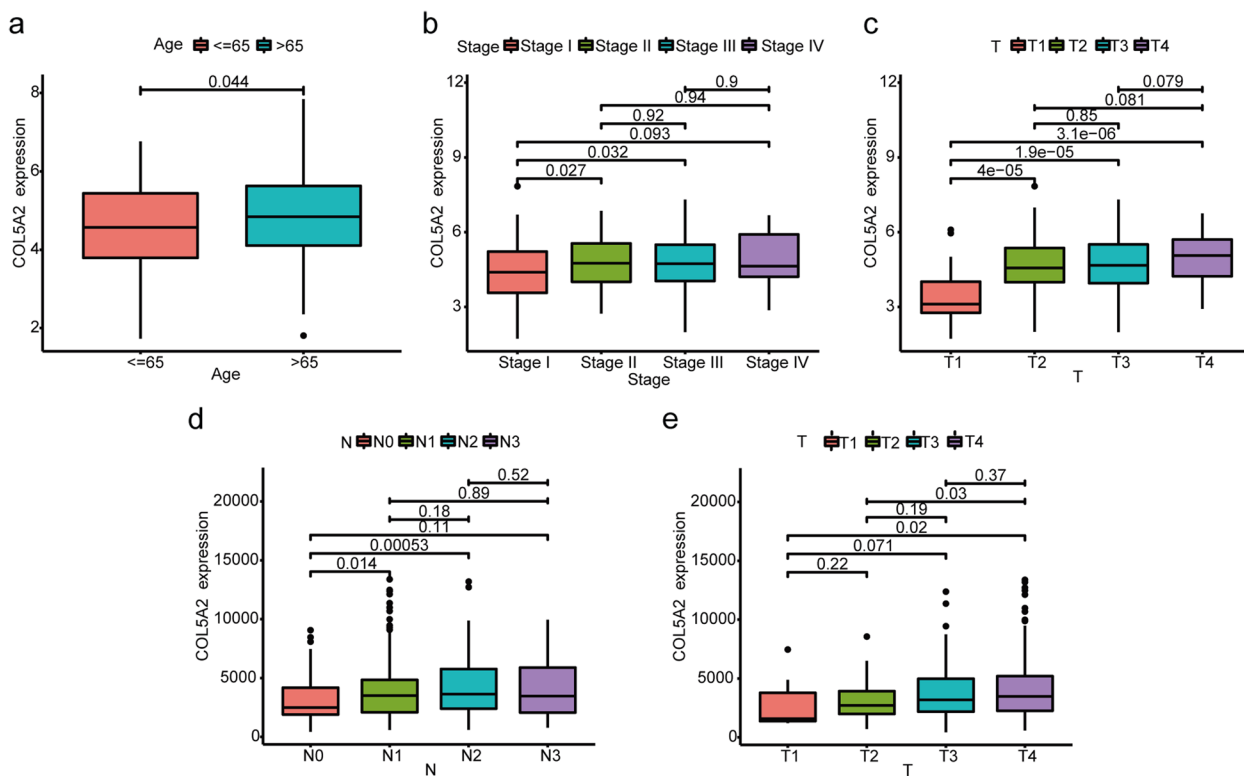 a
Age <=65 >65
COL5A2 expression
8
6
4
2
0.044
<=65 >65
Age
b
Stage Stage I Stage II Stage III Stage IV
COL5A2 expression
12
9
6
3
0.9
0.94
0.92
0.093
0.032
0.027
Stage I Stage II Stage III Stage IV
Stage
c
T T1 T2 T3 T4
COL5A2 expression
12
9
6
3
0.079
0.081
0.85
3.1e−06
1.9e−05
4e−05
T1 T2 T3 T4
T
d
N N0 N1 N2 N3
COL5A2 expression
20000
15000
10000
5000
0
0.52
0.89
0.18
0.11
0.00053
0.014
N0 N1 N2 N3
N
e
T T1 T2 T3 T4
COL5A2 expression
20000
15000
10000
5000
0
0.37
0.03
0.19
0.02
0.071
0.22
T1 T2 T3 T4
T